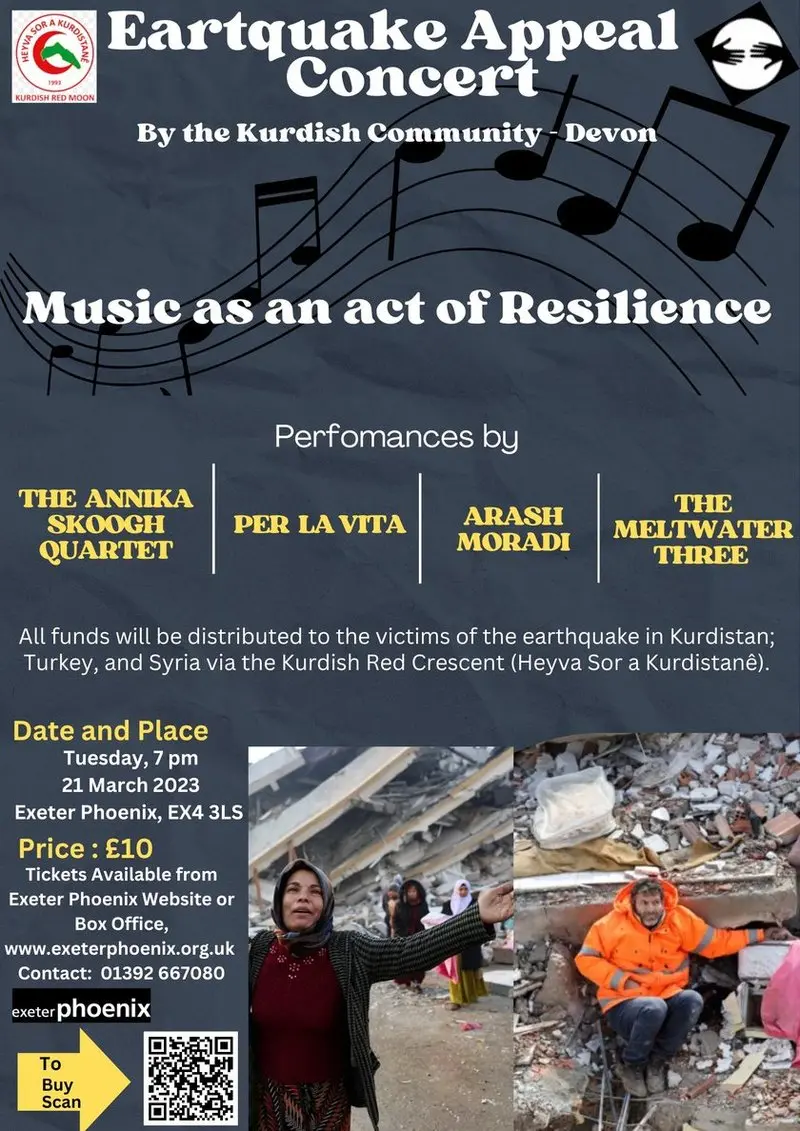 HEYVA SOR A KURDISTANÊ
1993
KURDISH RED MOON
Eartquake Appeal
Concert
By the Kurdish Community - Devon
Music as an act of Resilience
Perfomances by
THE ANNIKA
SKOOGH
QUARTET
PER LA VITA
ARASH
MORADI
THE
MELTWATER
THREE
All funds will be distributed to the victims of the earthquake in Kurdistan;
Turkey, and Syria via the Kurdish Red Crescent (Heyva Sor a Kurdistanê).
Date and Place
Tuesday, 7 pm
21 March 2023
Exeter Phoenix, EX4 3LS
Price : £10
Tickets Available from
Exeter Phoenix Website or
Box Office,
www.exeterphoenix.org.uk
Contact: 01392 667080
exeter phoenix
To
Buy
Scan